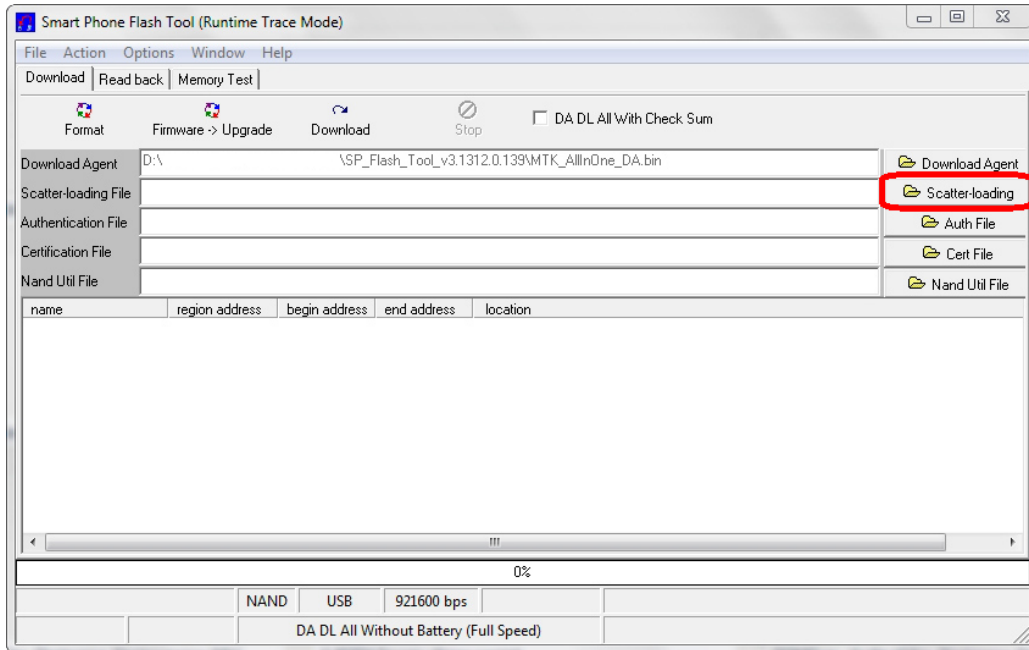 Smart Phone Flash Tool (Runtime Trace Mode)
File Action Options Window Help
Download Read back Memory Test
Format Firmware -> Upgrade Download Stop DA DL All With Check Sum
Download Agent D:\ \SP_Flash_Tool_v3.1312.0.139\MTK_AllInOne_DA.bin Download Agent
Scatter-loading File Scatter-loading
Authentication File Auth File
Certification File Cert File
Nand Util File Nand Util File
name region address begin address end address location
0%
NAND USB 921600 bps
DA DL All Without Battery (Full Speed)